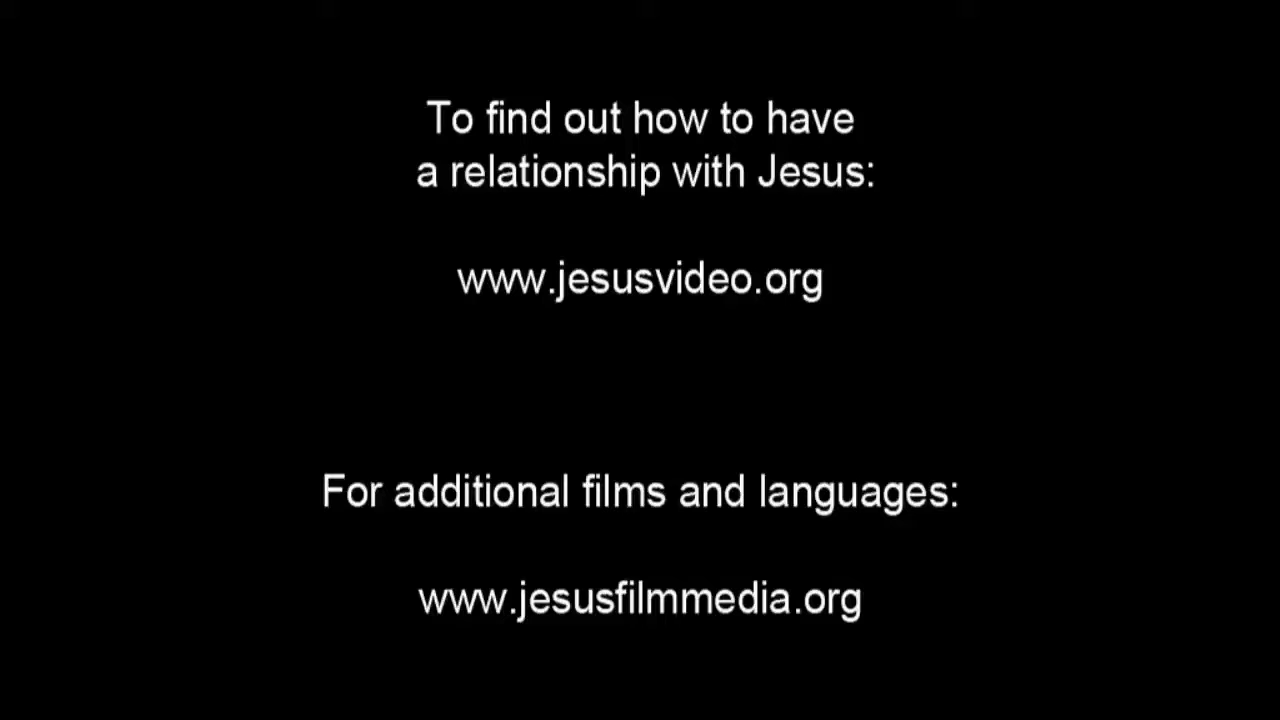 To find out how to have
a relationship with Jesus:
www.jesusvideo.org
For additional films and languages:
www.jesusfilmmedia.org